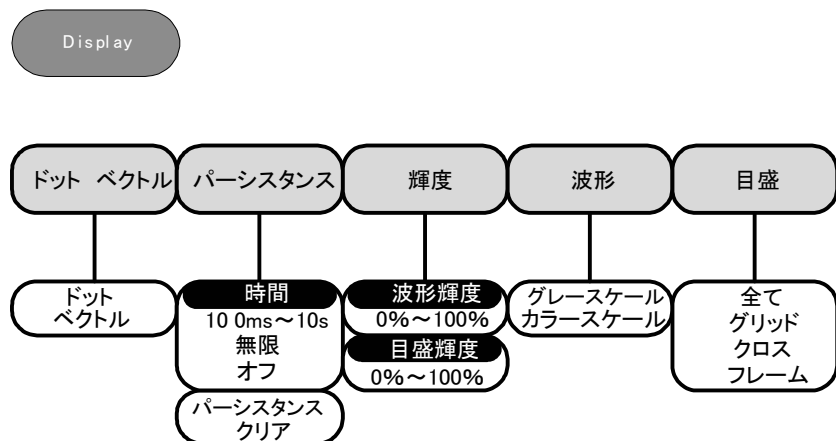 Display
ドット ベクトル
パーシスタンス
輝度
波形
目盛
ドット
ベクトル
時間
10 0ms～10s
無限
オフ
パーシスタンス
クリア
波形輝度
0%～100%
目盛輝度
0%～100%
グレースケール
カラースケール
全て
グリッド
クロス
フレーム